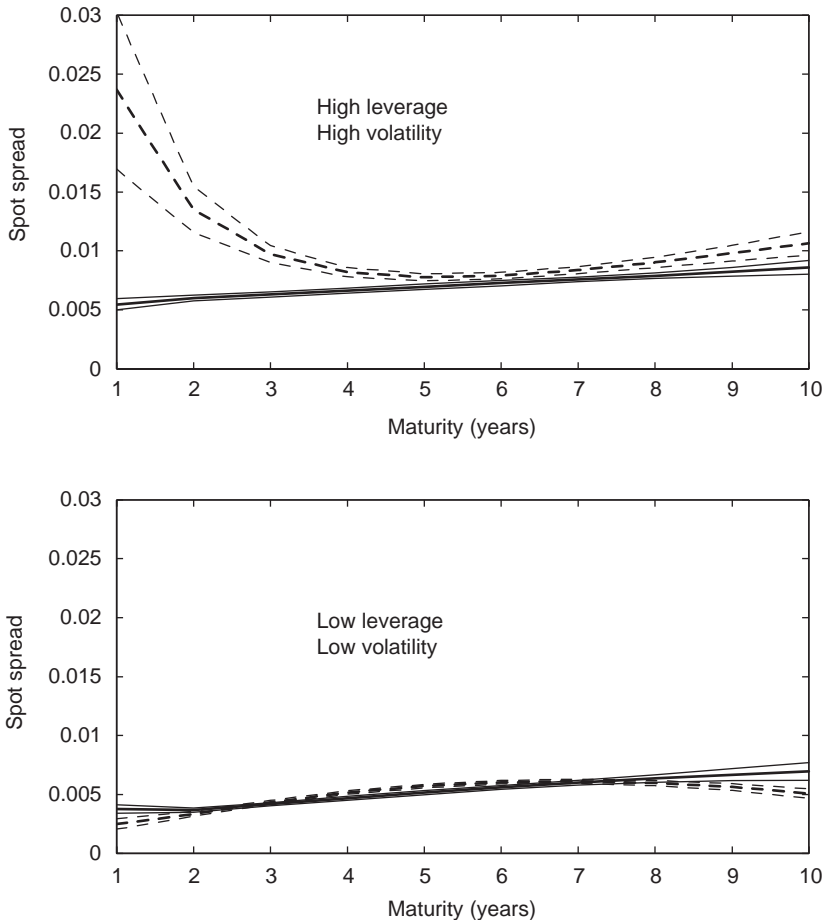 0.03
0.025
0.02
0.015
0.01
0.005
0
Spot spread
High leverage
High volatility
1 2 3 4 5 6 7 8 9 10
Maturity (years)
0.03
0.025
0.02
0.015
0.01
0.005
0
Spot spread
Low leverage
Low volatility
1 2 3 4 5 6 7 8 9 10
Maturity (years)